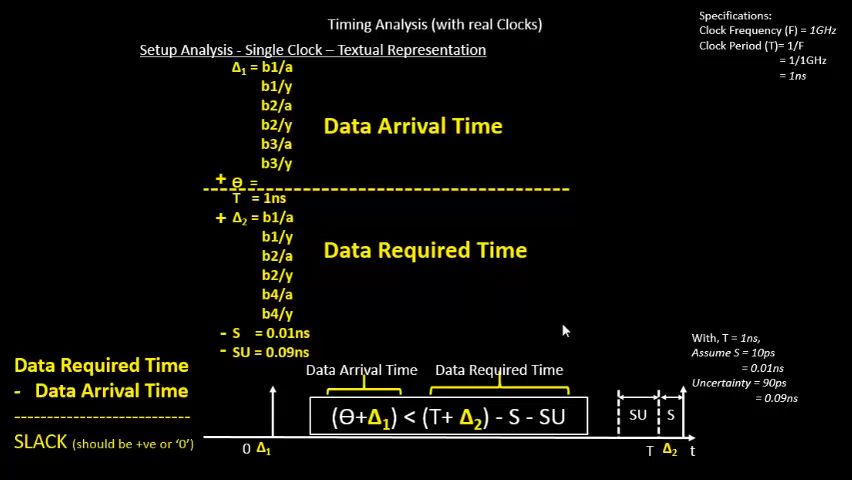 Timing Analysis (with real Clocks)
Specifications:
Clock Frequency (F) = 1GHz
Clock Period (T)= 1/F
= 1/1GHz
= 1ns
Setup Analysis - Single Clock – Textual Representation
Δ1 = b1/a
b1/y
b2/a
b2/y
b3/a
b3/y
Data Arrival Time
+ Ɵ =
T = 1ns
+ Δ2 = b1/a
b1/y
b2/a
b2/y
b4/a
b4/y
Data Required Time
- S = 0.01ns
- SU = 0.09ns
With, T = 1ns,
Assume S = 10ps
= 0.01ns
Uncertainty = 90ps
= 0.09ns
Data Required Time
- Data Arrival Time
---------------------------
SLACK (should be +ve or ‘0’)
Data Arrival Time Data Required Time
(Ɵ+Δ1) < (T+ Δ2) - S - SU
SU S
0 Δ1 T Δ2 t